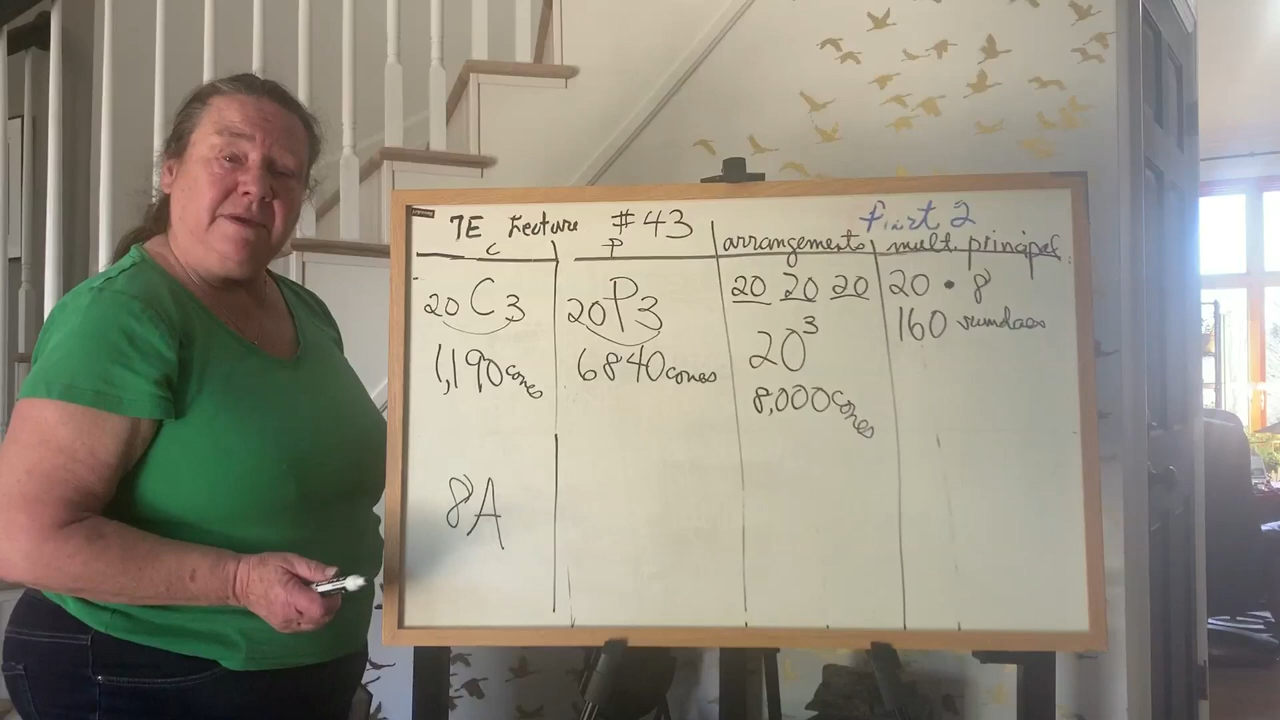 7E Lecture #43 Part 2
C P arrangements mult. principal
20C3 20P3 20 20 20 20 • 8
1,190 cones 6840 cones 20³ 160 sundaes
8,000 cones
8A